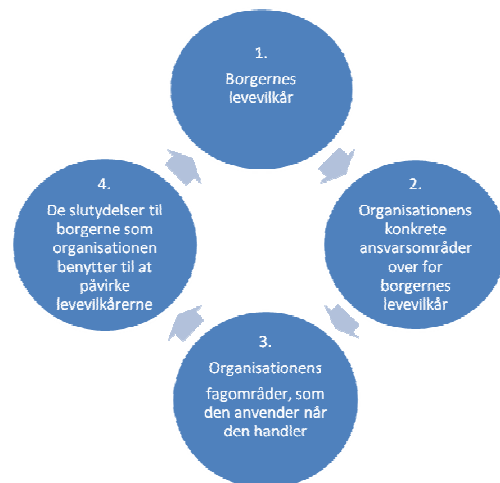 1.
Borgernes
levevilkår
2.
Organisationens
konkrete
ansvarsområder
over for
borgernes
levevilkår
3.
Organisationens
fagområder, som
den anvender når
den handler
4.
De slutydelser til
borgerne som
organisationen
benytter til at
påvirke
levevilkårerne